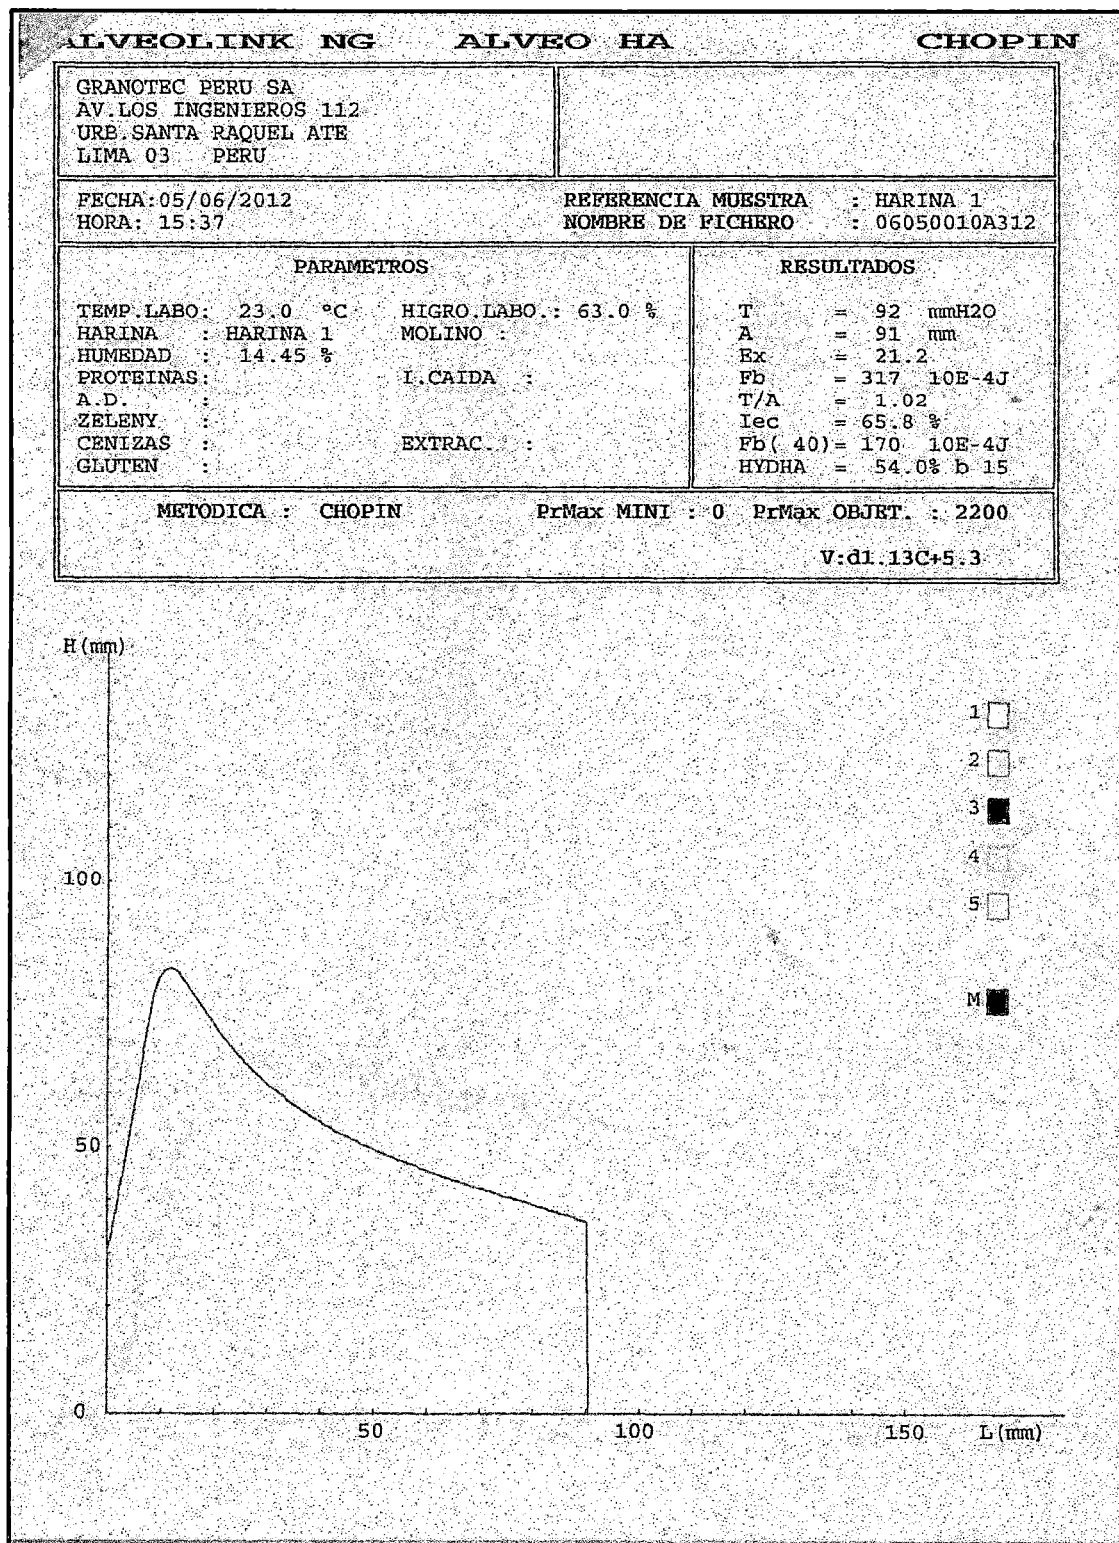 ALVEOLINK NG ALVEO HA CHOPIN
GRANOTEC PERU SA
AV.LOS INGENIEROS 112
URB.SANTA RAQUEL ATE
LIMA 03 PERU
FECHA:05/06/2012 REFERENCIA MUESTRA : HARINA 1
HORA: 15:37 NOMBRE DE FICHERO : 06050010A312
PARAMETROS RESULTADOS
TEMP.LABO: 23.0 ºC HIGRO.LABO.: 63.0 % T = 92 mmH2O
HARINA : HARINA 1 MOLINO : A = 91 mm
HUMEDAD : 14.45 % Ex = 21.2
PROTEINAS: I.CAIDA : Fb = 317 10E-4J
A.D. : T/A = 1.02
ZELENY : Iec = 65.8 %
CENIZAS : EXTRAC. : Fb( 40)= 170 10E-4J
GLUTEN : HYDHA = 54.0% b 15
METODICA : CHOPIN PrMax MINI : 0 PrMax OBJET. : 2200
V:d1.13C+5.3
H(mm)
1
2
3
100 4
5
M
50
0
50 100 150 L(mm)